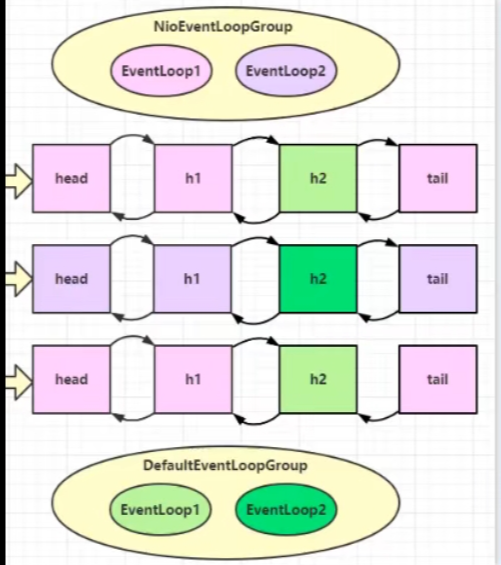 NioEventLoopGroup
EventLoop1 EventLoop2
head h1 h2 tail
head h1 h2 tail
head h1 h2 tail
DefaultEventLoopGroup
EventLoop1 EventLoop2